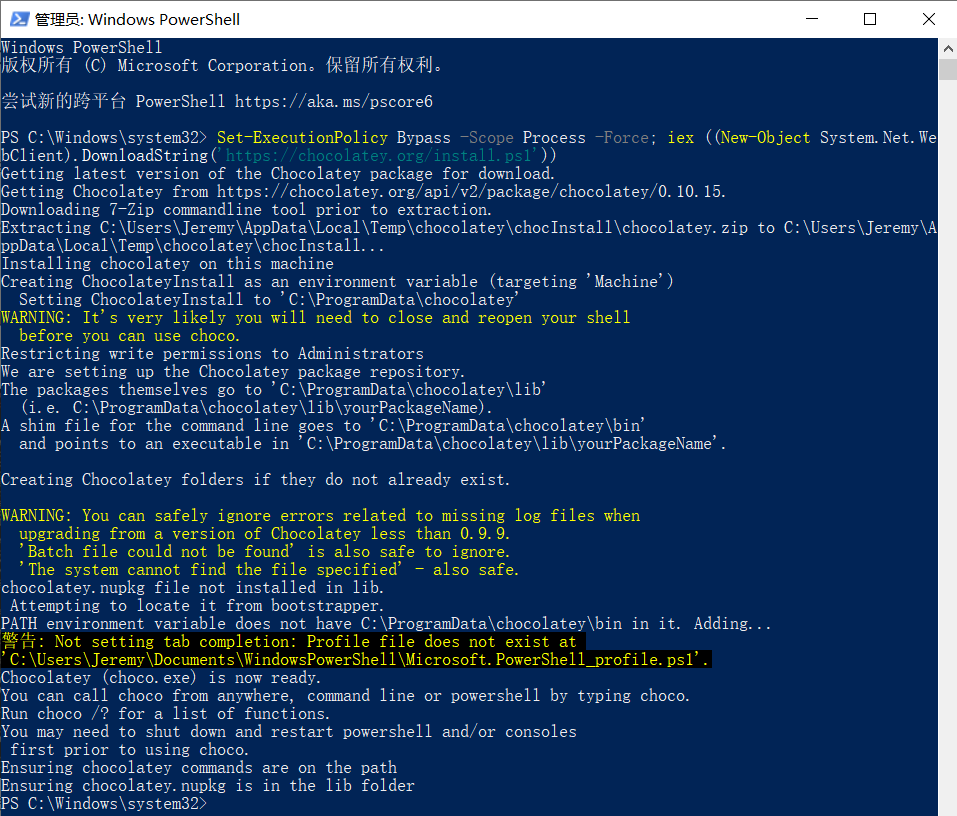 管理员: Windows PowerShell
Windows PowerShell
版权所有 (C) Microsoft Corporation。保留所有权利。
尝试新的跨平台 PowerShell https://aka.ms/pscore6
PS C:\Windows\system32> Set-ExecutionPolicy Bypass -Scope Process -Force; iex ((New-Object System.Net.We
bClient).DownloadString('https://chocolatey.org/install.ps1'))
Getting latest version of the Chocolatey package for download.
Getting Chocolatey from https://chocolatey.org/api/v2/package/chocolatey/0.10.15.
Downloading 7-Zip commandline tool prior to extraction.
Extracting C:\Users\Jeremy\AppData\Local\Temp\chocolatey\chocInstall\chocolatey.zip to C:\Users\Jeremy\A
ppData\Local\Temp\chocolatey\chocInstall...
Installing chocolatey on this machine
Creating ChocolateyInstall as an environment variable (targeting 'Machine')
  Setting ChocolateyInstall to 'C:\ProgramData\chocolatey'
WARNING: It's very likely you will need to close and reopen your shell
  before you can use choco.
Restricting write permissions to Administrators
We are setting up the Chocolatey package repository.
The packages themselves go to 'C:\ProgramData\chocolatey\lib'
  (i.e. C:\ProgramData\chocolatey\lib\yourPackageName).
A shim file for the command line goes to 'C:\ProgramData\chocolatey\bin'
  and points to an executable in 'C:\ProgramData\chocolatey\lib\yourPackageName'.
Creating Chocolatey folders if they do not already exist.
WARNING: You can safely ignore errors related to missing log files when
  upgrading from a version of Chocolatey less than 0.9.9.
  'Batch file could not be found' is also safe to ignore.
  'The system cannot find the file specified' - also safe.
chocolatey.nupkg file not installed in lib.
 Attempting to locate it from bootstrapper.
PATH environment variable does not have C:\ProgramData\chocolatey\bin in it. Adding...
警告: Not setting tab completion: Profile file does not exist at
'C:\Users\Jeremy\Documents\WindowsPowerShell\Microsoft.PowerShell_profile.ps1'.
Chocolatey (choco.exe) is now ready.
You can call choco from anywhere, command line or powershell by typing choco.
Run choco /? for a list of functions.
You may need to shut down and restart powershell and/or consoles
 first prior to using choco.
Ensuring chocolatey commands are on the path
Ensuring chocolatey.nupkg is in the lib folder
PS C:\Windows\system32>